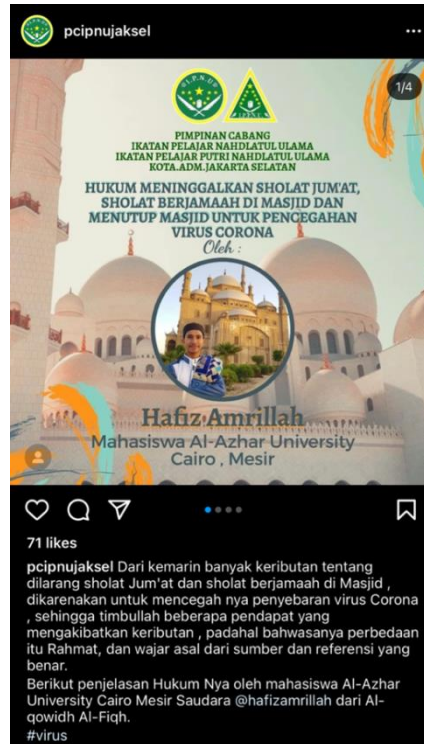 pcipnujaksel
1/4
PIMPINAN CABANG
IKATAN PELAJAR NAHDLATUL ULAMA
IKATAN PELAJAR PUTRI NAHDLATUL ULAMA
KOTA.ADM.JAKARTA SELATAN
HUKUM MENINGGALKAN SHOLAT JUM'AT,
SHOLAT BERJAMAAH DI MASJID DAN
MENUTUP MASJID UNTUK PENCEGAHAN
VIRUS CORONA
Oleh :
Hafiz Amrillah
Mahasiswa Al-Azhar University
Cairo , Mesir
71 likes
pcipnujaksel Dari kemarin banyak keributan tentang
dilarang sholat Jum'at dan sholat berjamaah di Masjid ,
dikarenakan untuk mencegah nya penyebaran virus Corona
, sehingga timbullah beberapa pendapat yang
mengakibatkan keributan , padahal bahwasanya perbedaan
itu Rahmat, dan wajar asal dari sumber dan referensi yang
benar.
Berikut penjelasan Hukum Nya oleh mahasiswa Al-Azhar
University Cairo Mesir Saudara @hafizamrillah dari Al-
qowidh Al-Fiqh.
#virus